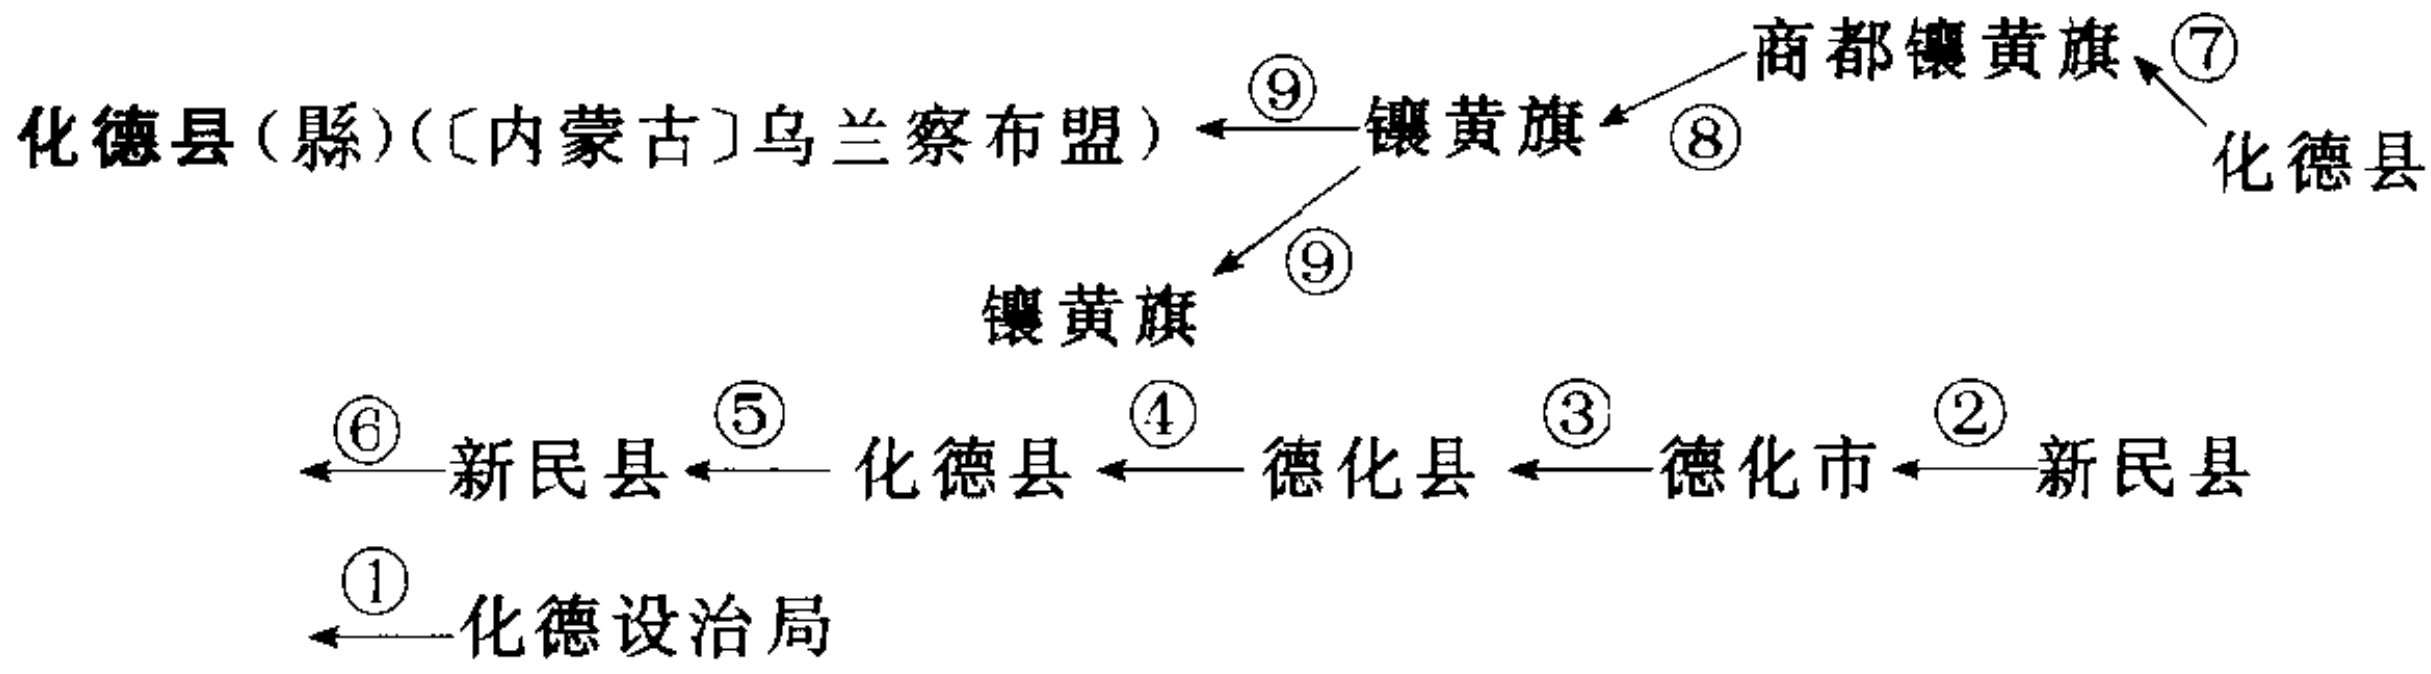 商都镶黄旗 ⑦
化德县(縣)(〔内蒙古〕乌兰察布盟) ⑨ 镶黄旗 ⑧ 化德县
⑨
镶黄旗
⑥ 新民县 ⑤ 化德县 ④ 德化县 ③ 德化市 ② 新民县
① 化德设治局